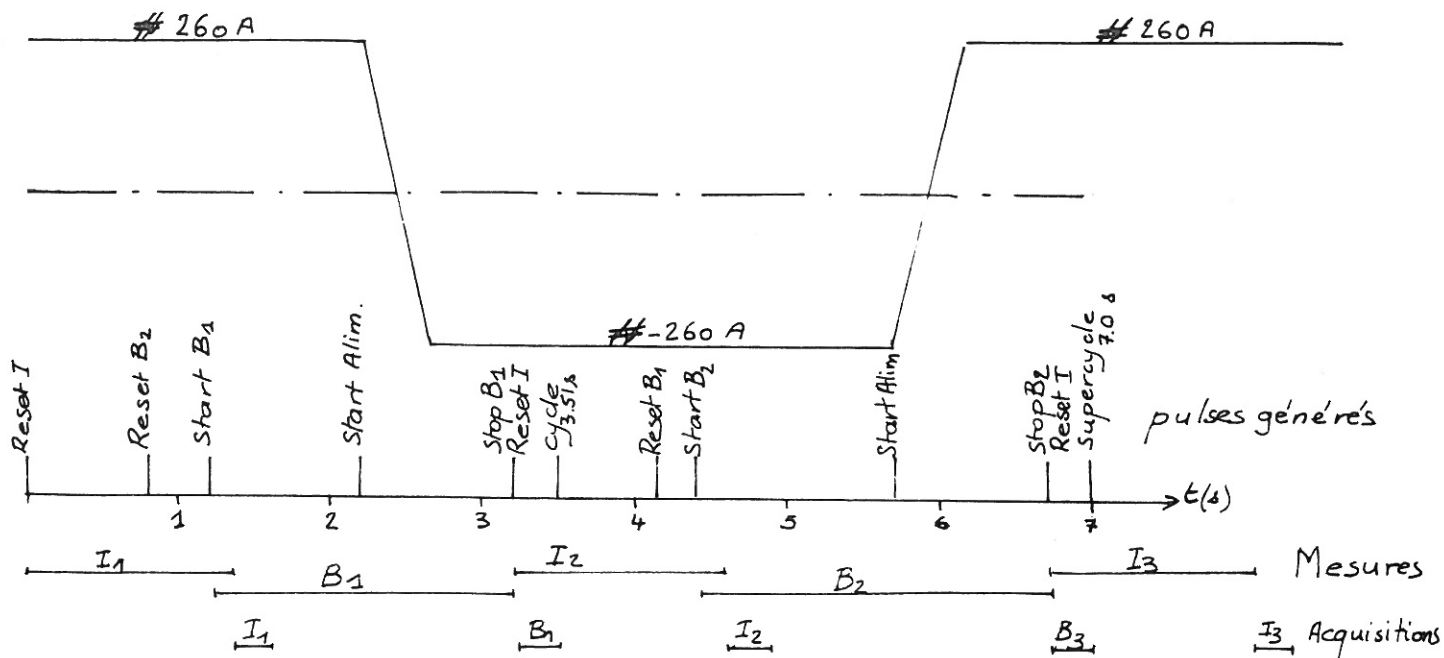 # 260 A
# 260 A
# -260 A
Reset I
Reset B2
Start B1
Start Alim.
Stop B1
Reset I
Cycle
3.51s
Reset B1
Start B2
Start Alim
Stop B2
Reset I
Supercycle
7.0 s
pulses générés
1 2 3 4 5 6 7 t(s)
I1 I2 I3 Mesures
B1 B2
I1 B1 I2 B3 I3 Acquisitions